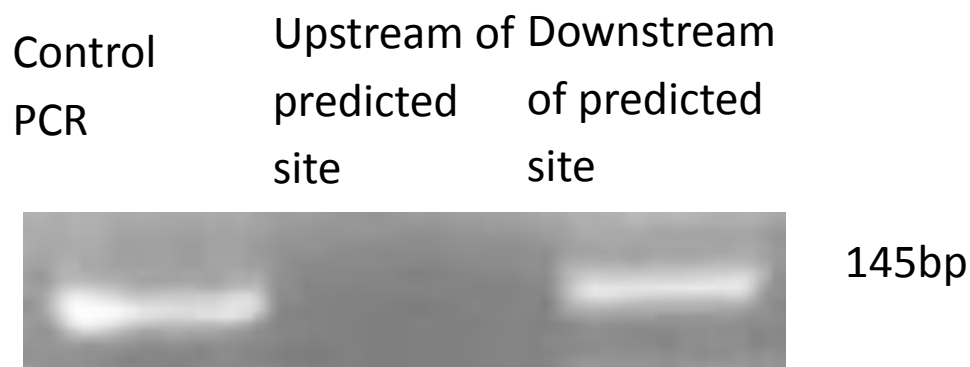 Control
PCR
Upstream of
predicted
site
Downstream
of predicted
site
145bp